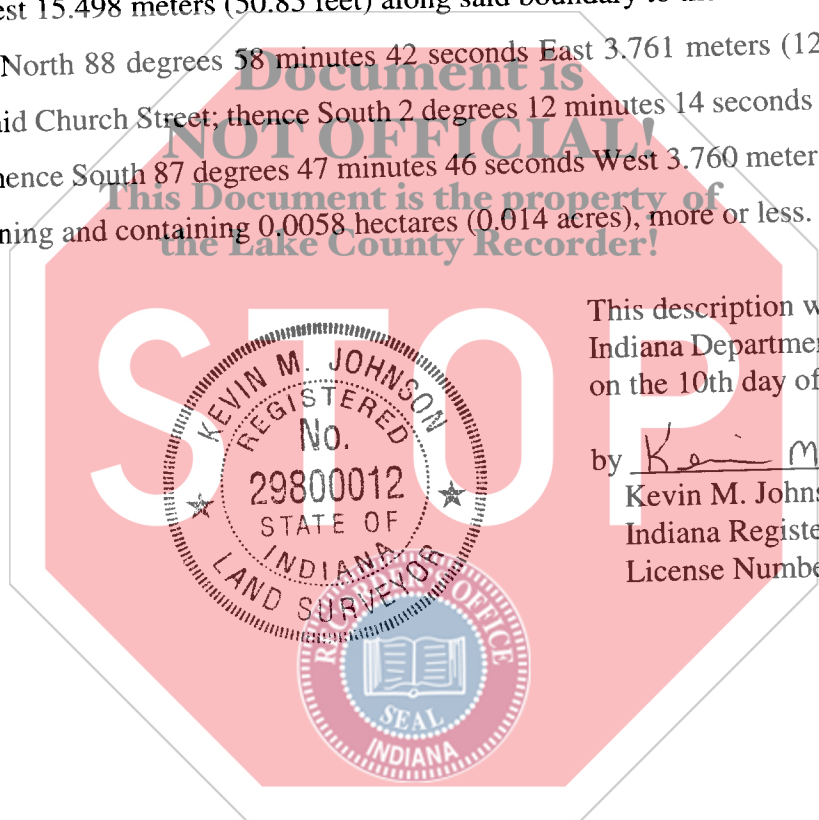 est 15.498 meters (50.85 feet) along said boundary to the
North 88 degrees 58 minutes 42 seconds East 3.761 meters (12
aid Church Street; thence South 2 degrees 12 minutes 14 seconds
hence South 87 degrees 47 minutes 46 seconds West 3.760 meter
ning and containing 0.0058 hectares (0.014 acres), more or less.
Document is
NOT OFFICIAL!
This Document is the property of
the Lake County Recorder!
STOP
This description w
Indiana Departmen
on the 10th day of
by Kevin M
Kevin M. Johns
Indiana Registe
License Numbe
KEVIN M. JOHNSON
REGISTERED
No.
29800012
STATE OF
INDIANA
LAND SURVEYOR
RECORDER'S OFFICE
SEAL
INDIANA